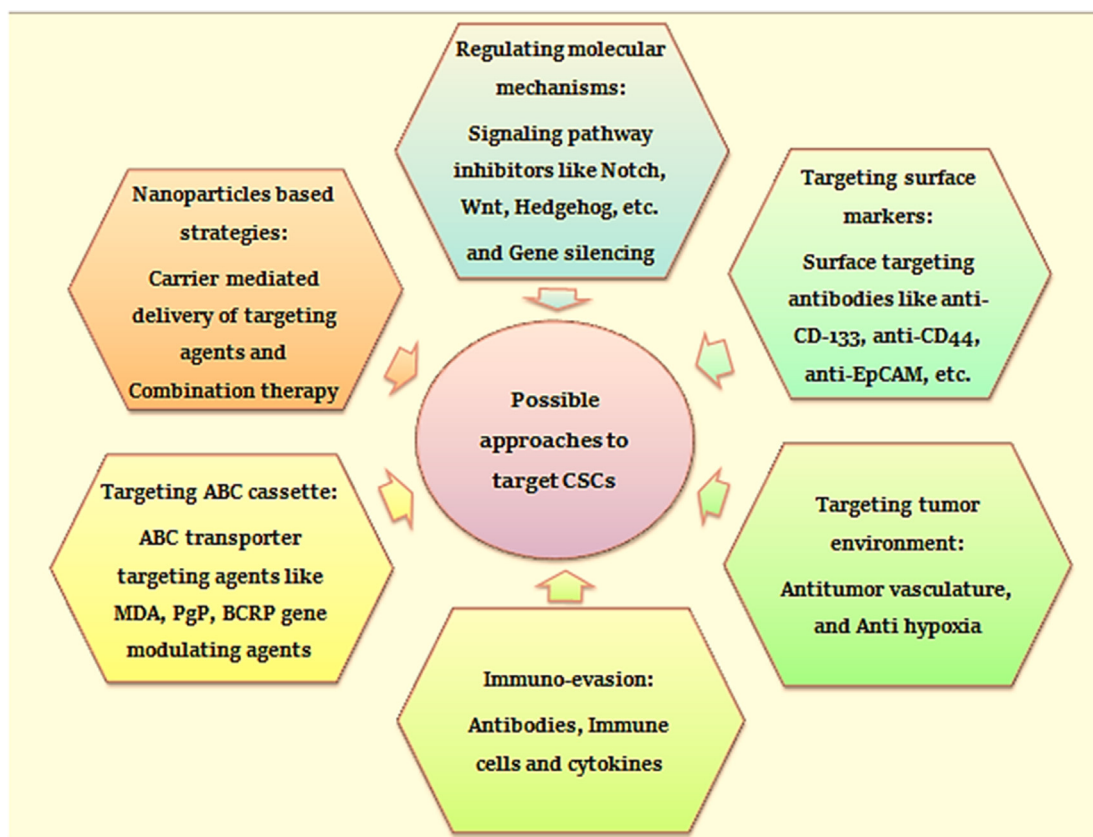 Regulating molecular
mechanisms:
Signaling pathway
inhibitors like Notch,
Wnt, Hedgehog, etc.
and Gene silencing
Targeting surface
markers:
Surface targeting
antibodies like anti-
CD-133, anti-CD44,
anti-EpCAM, etc.
Targeting tumor
environment:
Antitumor vasculature,
and Anti hypoxia
Immuno-evasion:
Antibodies, Immune
cells and cytokines
Targeting ABC cassette:
ABC transporter
targeting agents like
MDA, PgP, BCRP gene
modulating agents
Nanoparticles based
strategies:
Carrier mediated
delivery of targeting
agents and
Combination therapy
Possible
approaches to
target CSCs